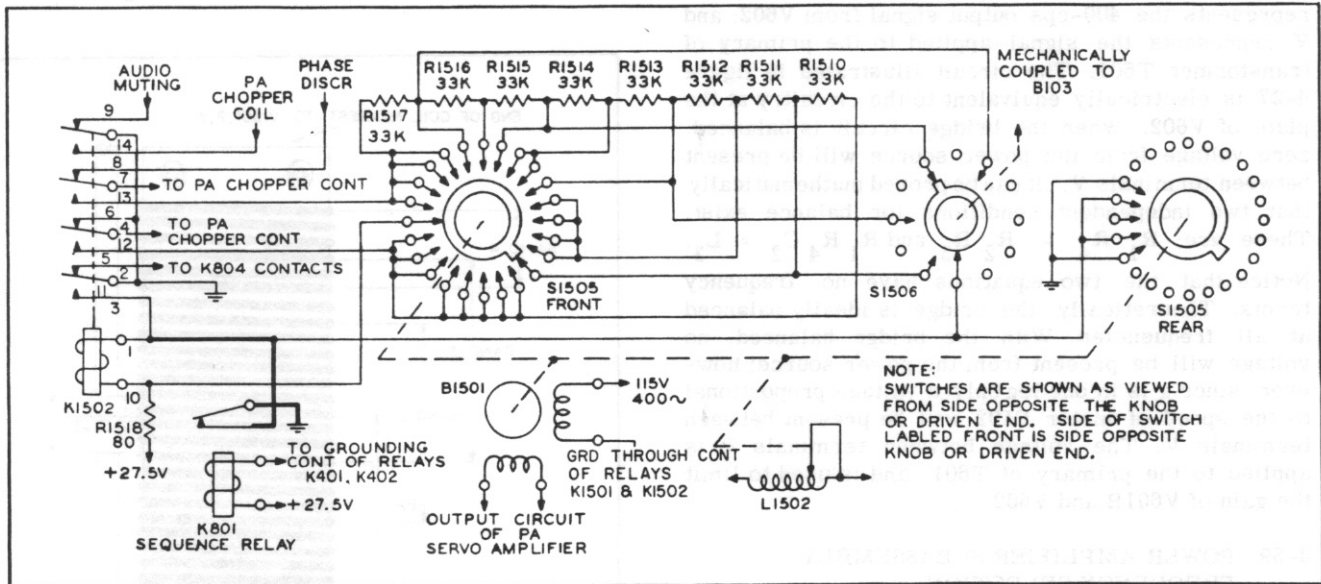 AUDIO
MUTING
PA
CHOPPER
COIL
PHASE
DISCR
R1516
33K
R1515
33K
R1514
33K
R1513
33K
R1512
33K
R1511
33K
R1510
33K
R1517
33K
MECHANICALLY
COUPLED TO
B103
9
14
8
7
13
6
4
12
5
2
11
3
TO PA CHOPPER CONT
TO PA
CHOPPER CONT
TO K804 CONTACTS
S1505
FRONT
S1506
S1505
REAR
1
10
K1502
R1518
80
+27.5V
TO GROUNDING
CONT OF RELAYS
K401, K402
+27.5V
K801
SEQUENCE RELAY
B1501
115V
400~
GRD THROUGH CONT
OF RELAYS
K1501 & K1502
OUTPUT CIRCUIT
OF PA
SERVO AMPLIFIER
L1502
NOTE:
SWITCHES ARE SHOWN AS VIEWED
FROM SIDE OPPOSITE THE KNOB
OR DRIVEN END. SIDE OF SWITCH
LABLED FRONT IS SIDE OPPOSITE
KNOB OR DRIVEN END.